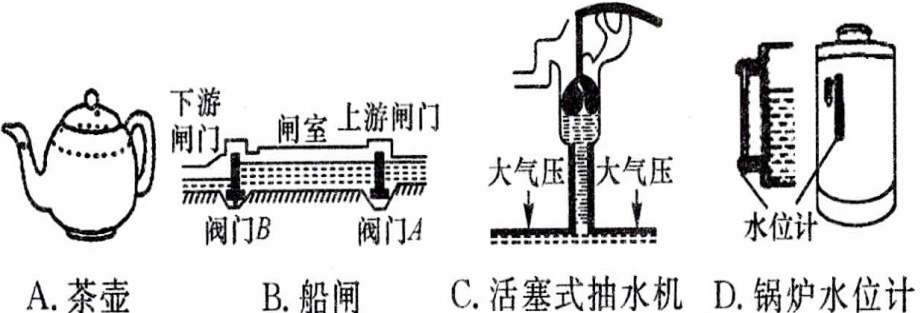 下游
闸门
闸室
上游闸门
阀门B
阀门A
大气压
大气压
水位计
A.茶壶
B.船闸
C.活塞式抽水机
D.锅炉水位计